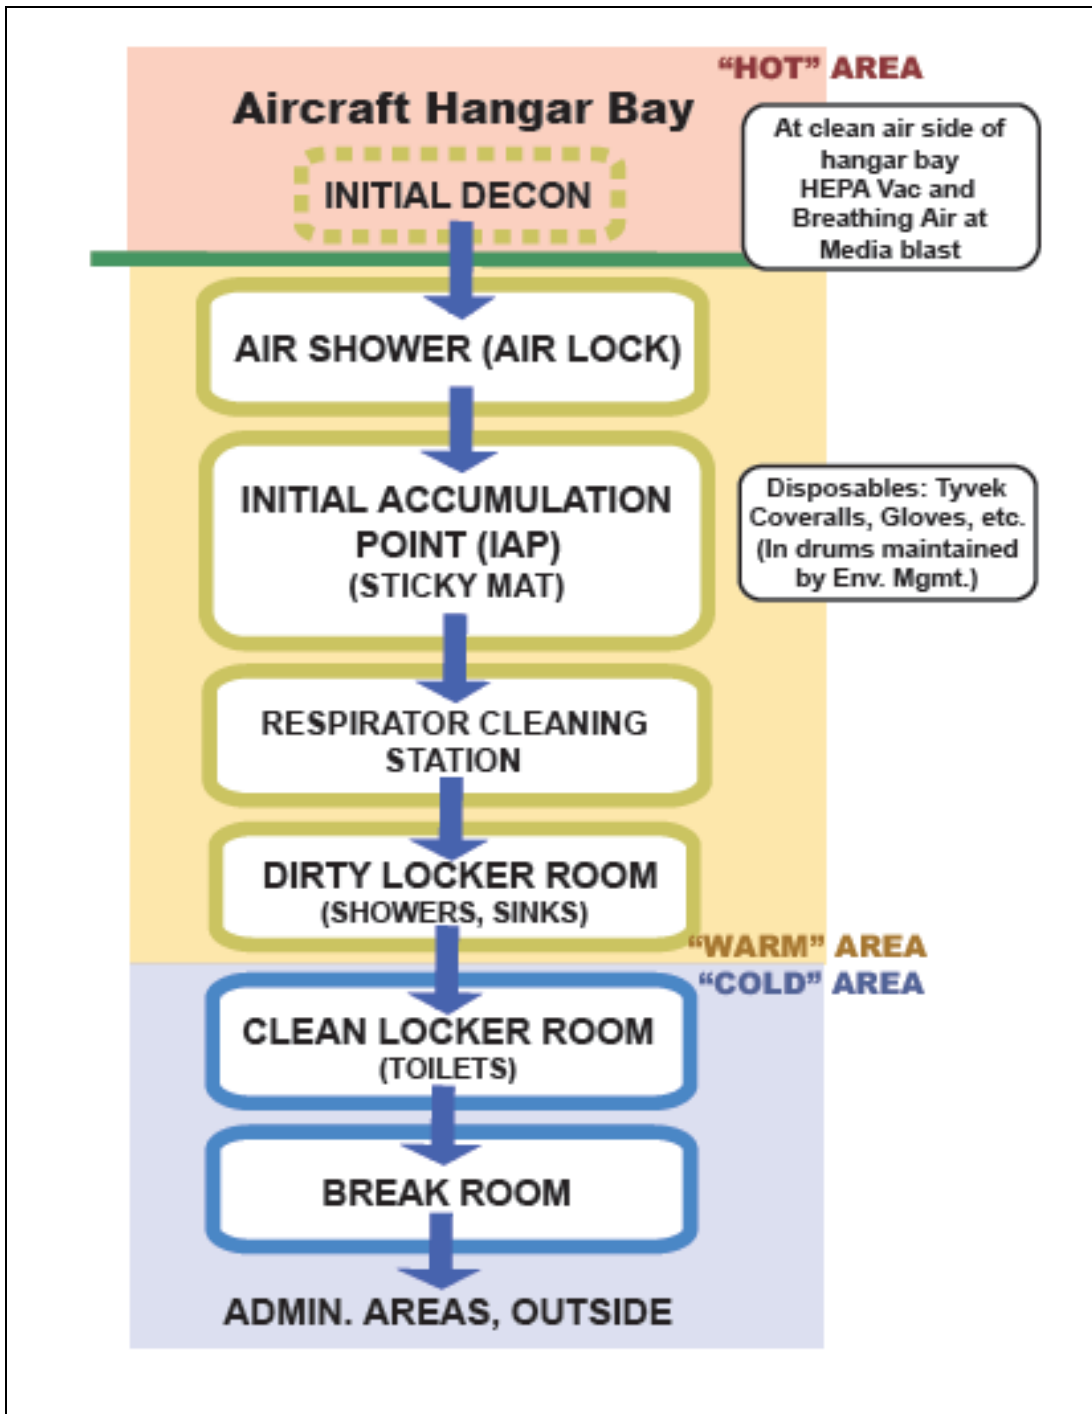 “HOT” AREA
Aircraft Hangar Bay
INITIAL DECON
At clean air side of
hangar bay
HEPA Vac and
Breathing Air at
Media blast
AIR SHOWER (AIR LOCK)
INITIAL ACCUMULATION
POINT (IAP)
(STICKY MAT)
Disposables: Tyvek
Coveralls, Gloves, etc.
(In drums maintained
by Env. Mgmt.)
RESPIRATOR CLEANING
STATION
DIRTY LOCKER ROOM
(SHOWERS, SINKS)
“WARM” AREA
“COLD” AREA
CLEAN LOCKER ROOM
(TOILETS)
BREAK ROOM
ADMIN. AREAS, OUTSIDE